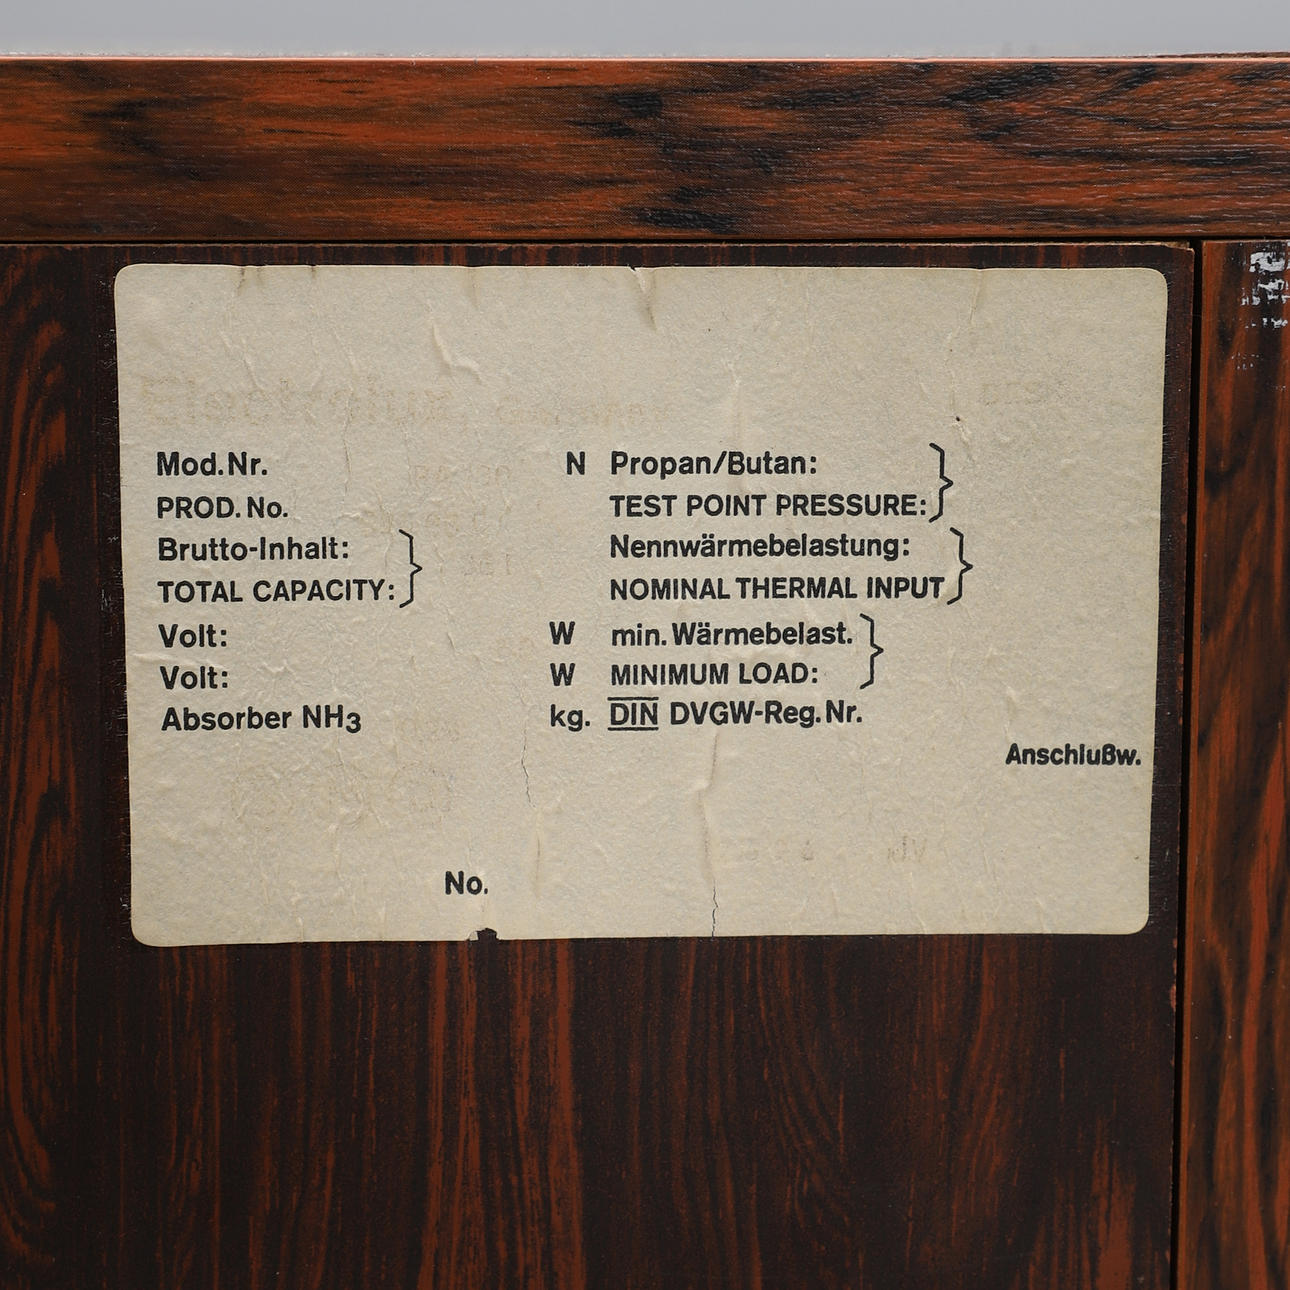 Mod.Nr. N Propan/Butan:
PROD. No. TEST POINT PRESSURE:
Brutto-Inhalt: Nennwärmebelastung:
TOTAL CAPACITY: NOMINAL THERMAL INPUT
Volt: W min. Wärmebelast.
Volt: W MINIMUM LOAD:
Absorber NH3 kg. DIN DVGW-Reg. Nr.
Anschlußw.
No.